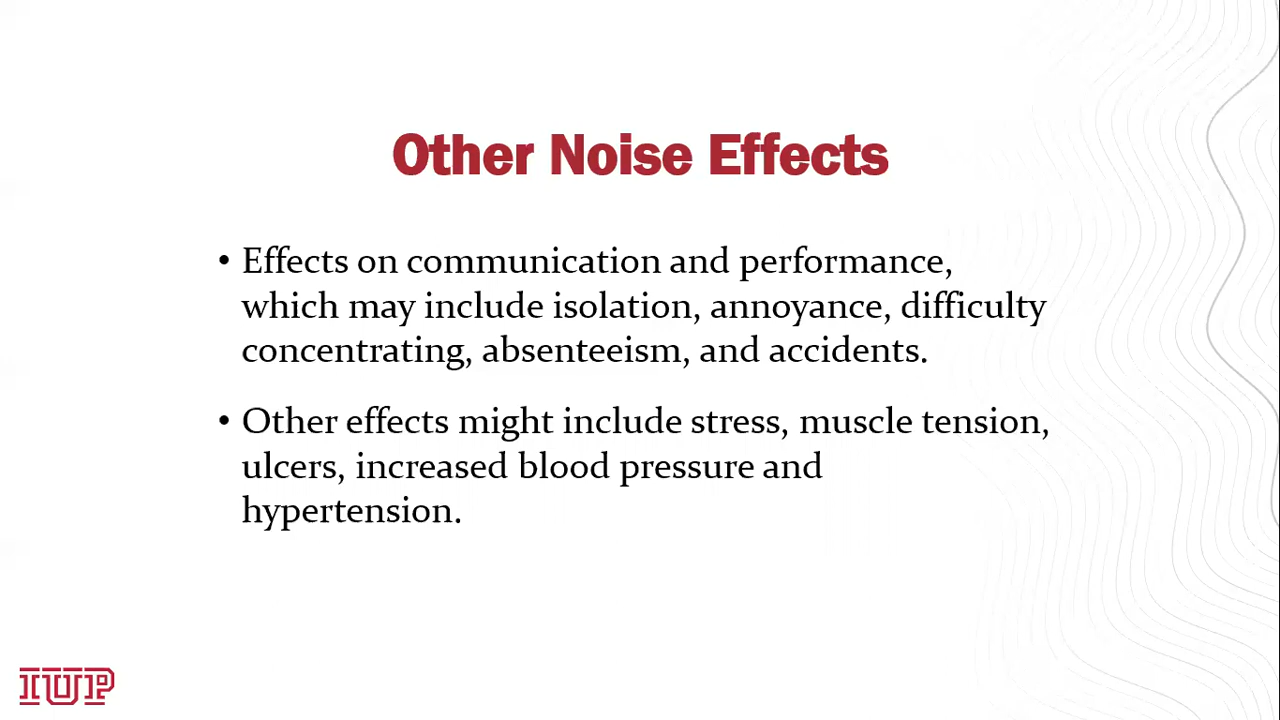 Other Noise Effects
• Effects on communication and performance,
which may include isolation, annoyance, difficulty
concentrating, absenteeism, and accidents.
• Other effects might include stress, muscle tension,
ulcers, increased blood pressure and
hypertension.
IUP